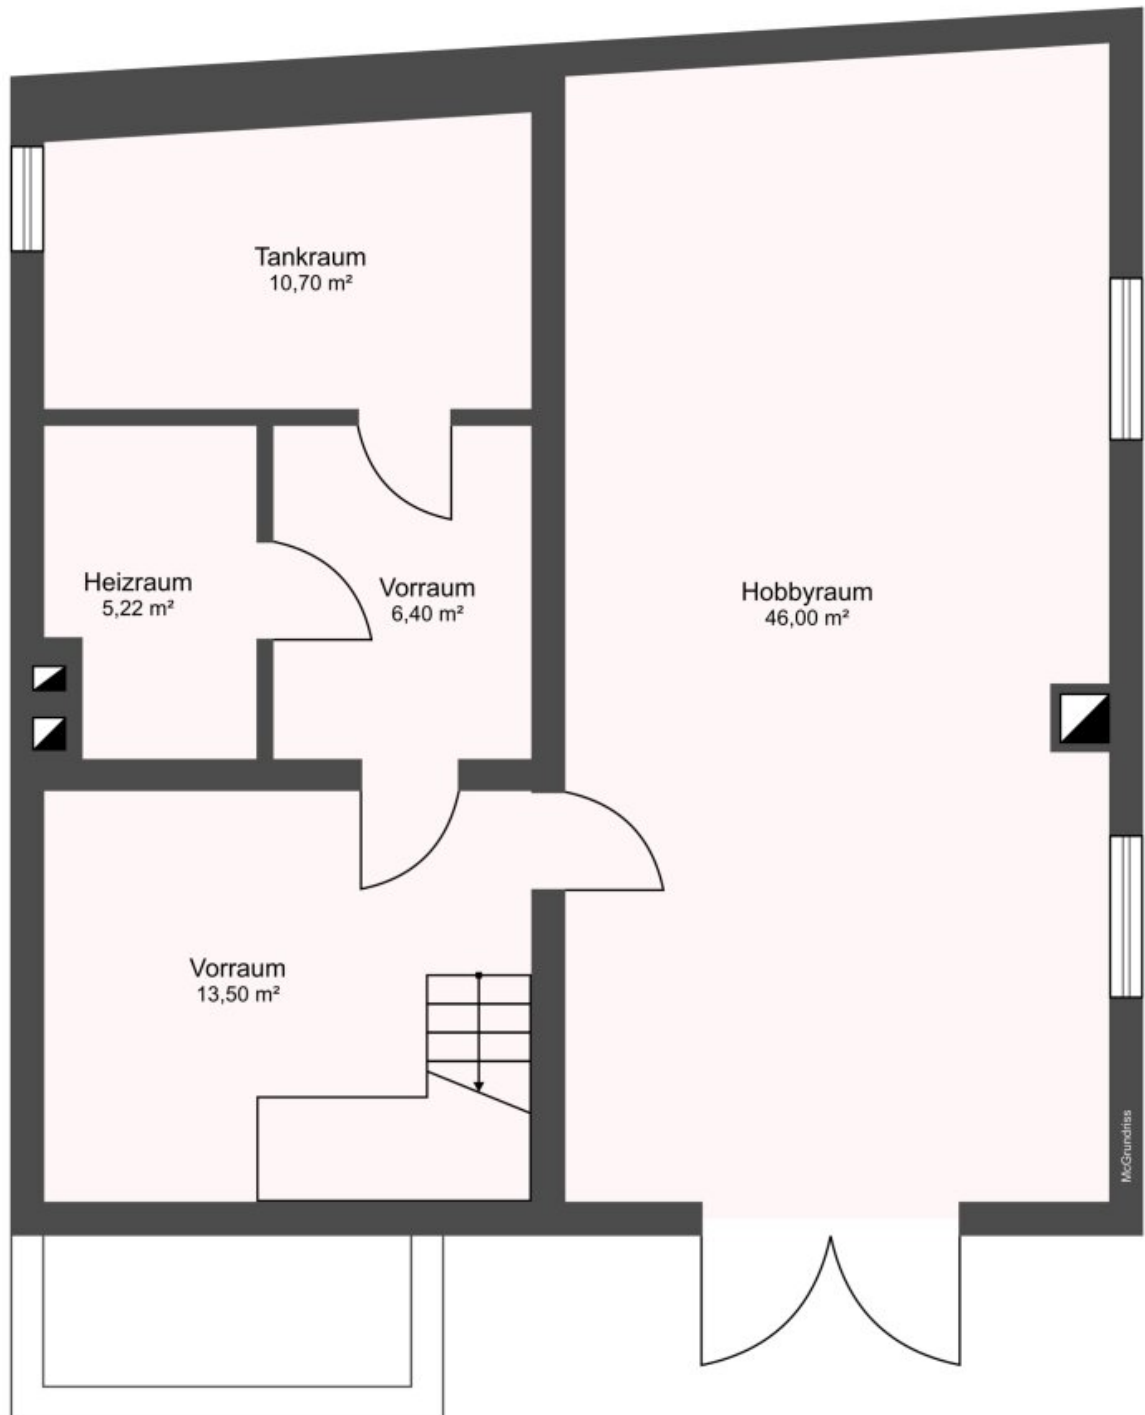 Tankraum
10,70 m²
Heizraum
5,22 m²
Vorraum
6,40 m²
Hobbyraum
46,00 m²
Vorraum
13,50 m²
McGrundriss